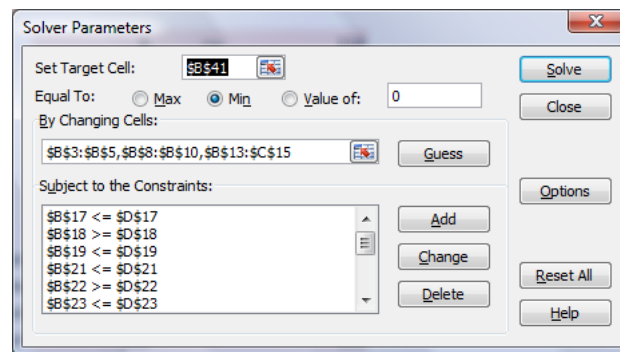 Solver Parameters
Set Target Cell: $B$41
Solve
Equal To: Max Min Value of: 0
Close
By Changing Cells:
$B$3:$B$5,$B$8:$B$10,$B$13:$C$15
Guess
Subject to the Constraints:
Options
$B$17 <= $D$17
Add
$B$18 >= $D$18
$B$19 <= $D$19
Change
$B$21 <= $D$21
$B$22 >= $D$22
Reset All
$B$23 <= $D$23
Delete
Help